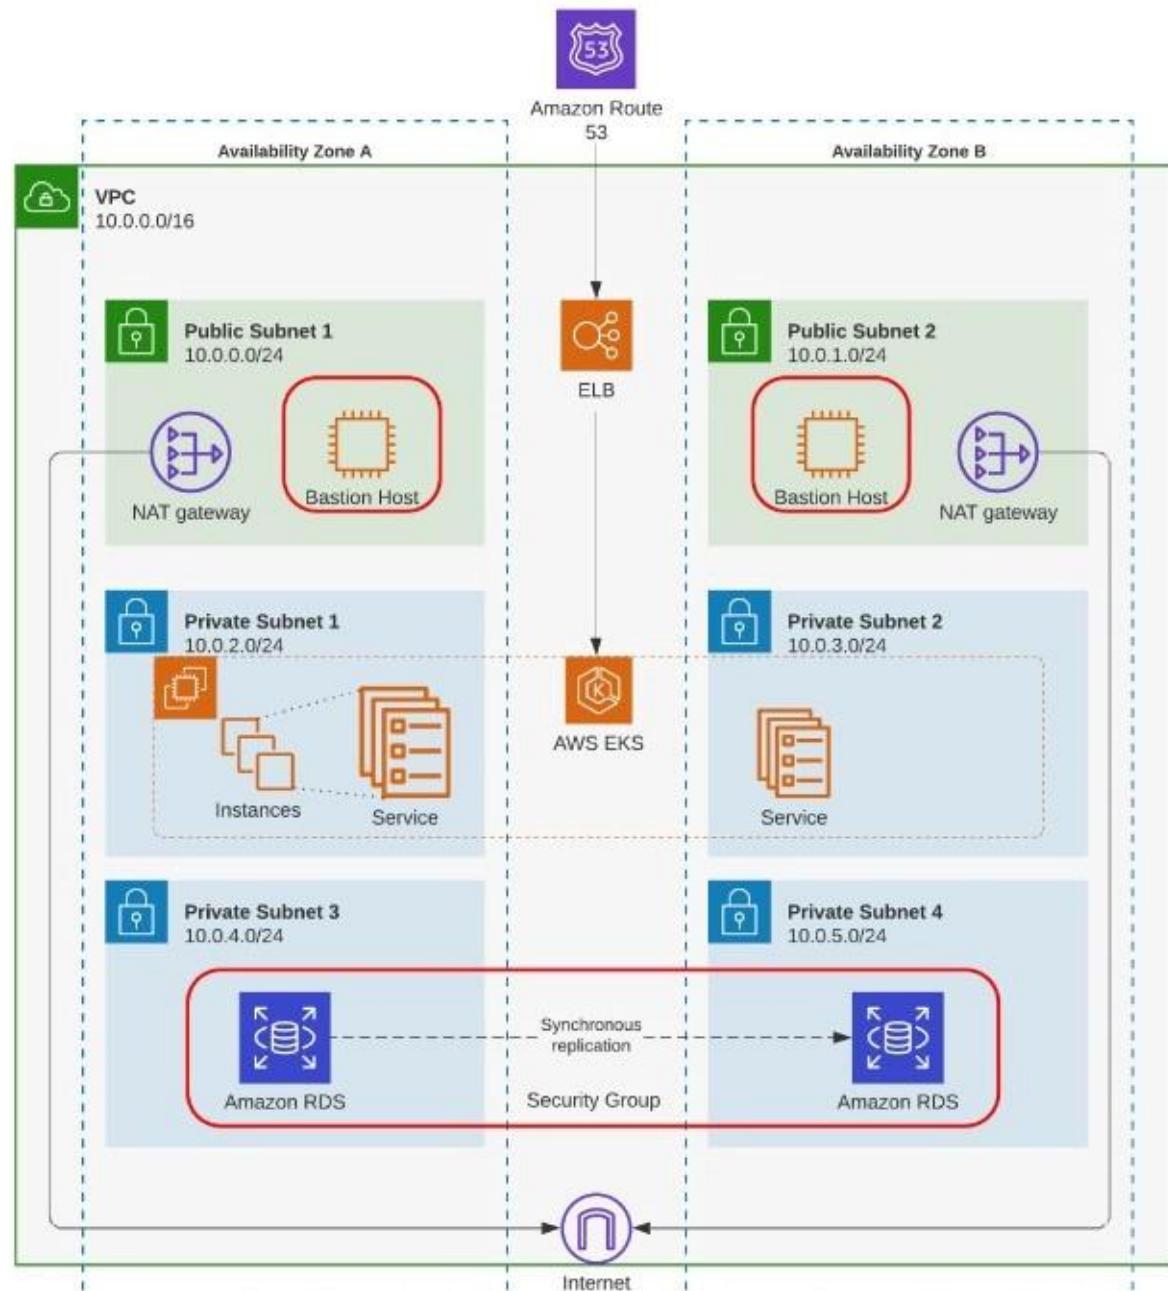 53
Amazon Route
53
Availability Zone A
Availability Zone B
VPC
10.0.0.0/16
Public Subnet 1
10.0.0.0/24
NAT gateway
Bastion Host
ELB
Public Subnet 2
10.0.1.0/24
Bastion Host
NAT gateway
Private Subnet 1
10.0.2.0/24
Instances
Service
K
AWS EKS
Private Subnet 2
10.0.3.0/24
Service
Private Subnet 3
10.0.4.0/24
Amazon RDS
Synchronous
replication
Security Group
Private Subnet 4
10.0.5.0/24
Amazon RDS
Internet